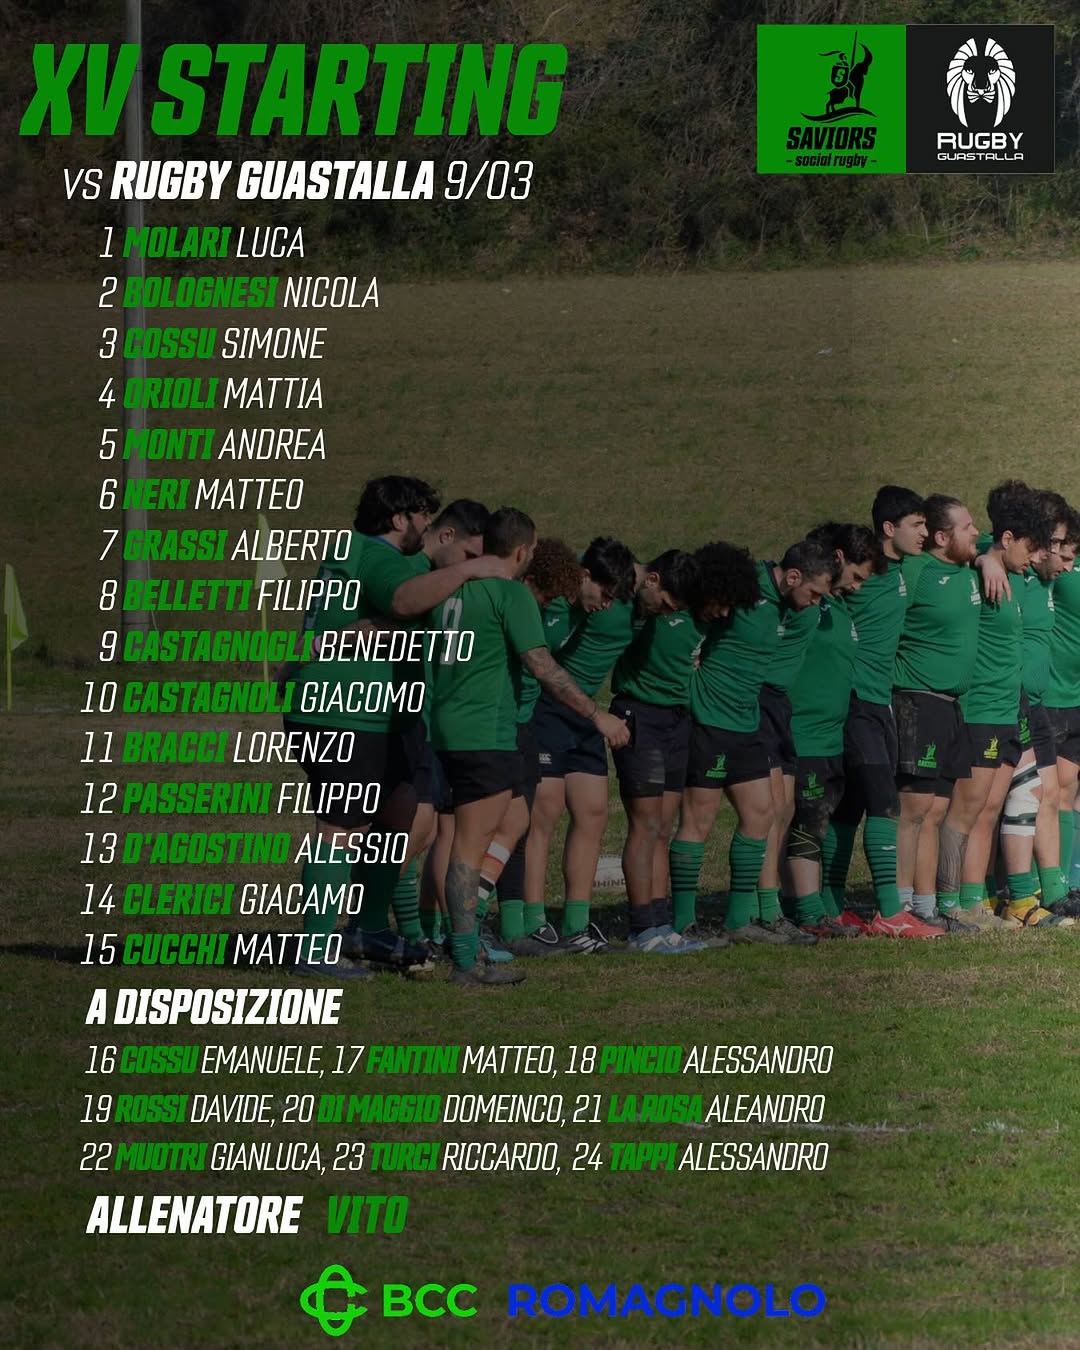 XV STARTING
SAVIORS
- social rugby -
RUGBY
GUASTALLA
VS RUGBY GUASTALLA 9/03
1 MOLARI LUCA
2 BOLOGNESI NICOLA
3 COSSU SIMONE
4 ORIOLI MATTIA
5 MONTI ANDREA
6 NERI MATTEO
7 GRASSI ALBERTO
8 BELLETTI FILIPPO
9 CASTAGNOGLI BENEDETTO
10 CASTAGNOLI GIACOMO
11 BRACCI LORENZO
12 PASSERINI FILIPPO
13 D'AGOSTINO ALESSIO
14 CLERICI GIACAMO
15 CUCCHI MATTEO
A DISPOSIZIONE
16 COSSU EMANUELE, 17 FANTINI MATTEO, 18 PINCIO ALESSANDRO
19 ROSSI DAVIDE, 20 DI MAGGIO DOMEINCO, 21 LA ROSA ALEANDRO
22 MUOTRI GIANLUCA, 23 TURCI RICCARDO, 24 TAPPI ALESSANDRO
ALLENATORE VITO
BCC ROMAGNOLO
9
SAVIORS
SAVIORS